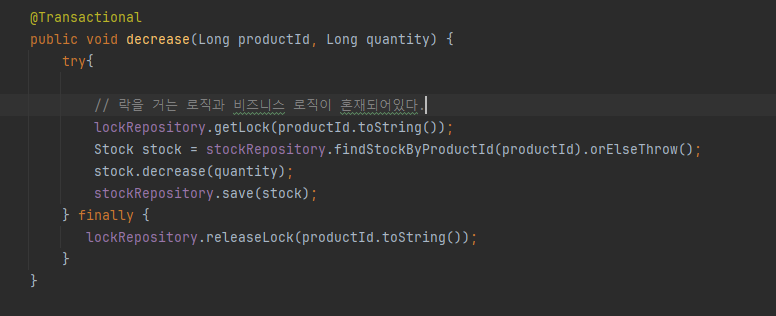 @Transactional
public void decrease(Long productId, Long quantity) {
try{
// 락을 거는 로직과 비즈니스 로직이 혼재되어있다.
lockRepository.getLock(productId.toString());
Stock stock = stockRepository.findStockByProductId(productId).orElseThrow();
stock.decrease(quantity);
stockRepository.save(stock);
} finally {
lockRepository.releaseLock(productId.toString());
}
}